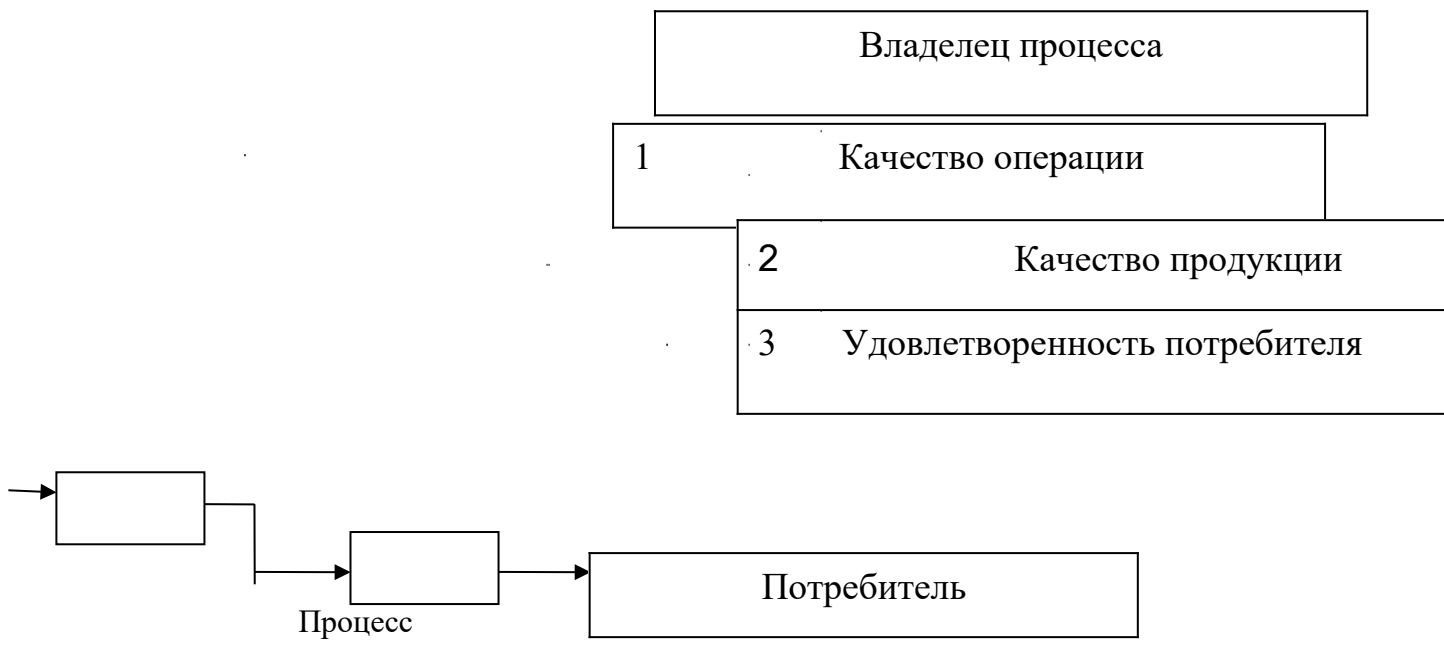 Владелец процесса
1 Качество операции
2 Качество продукции
3 Удовлетворенность потребителя
Потребитель
Процесс